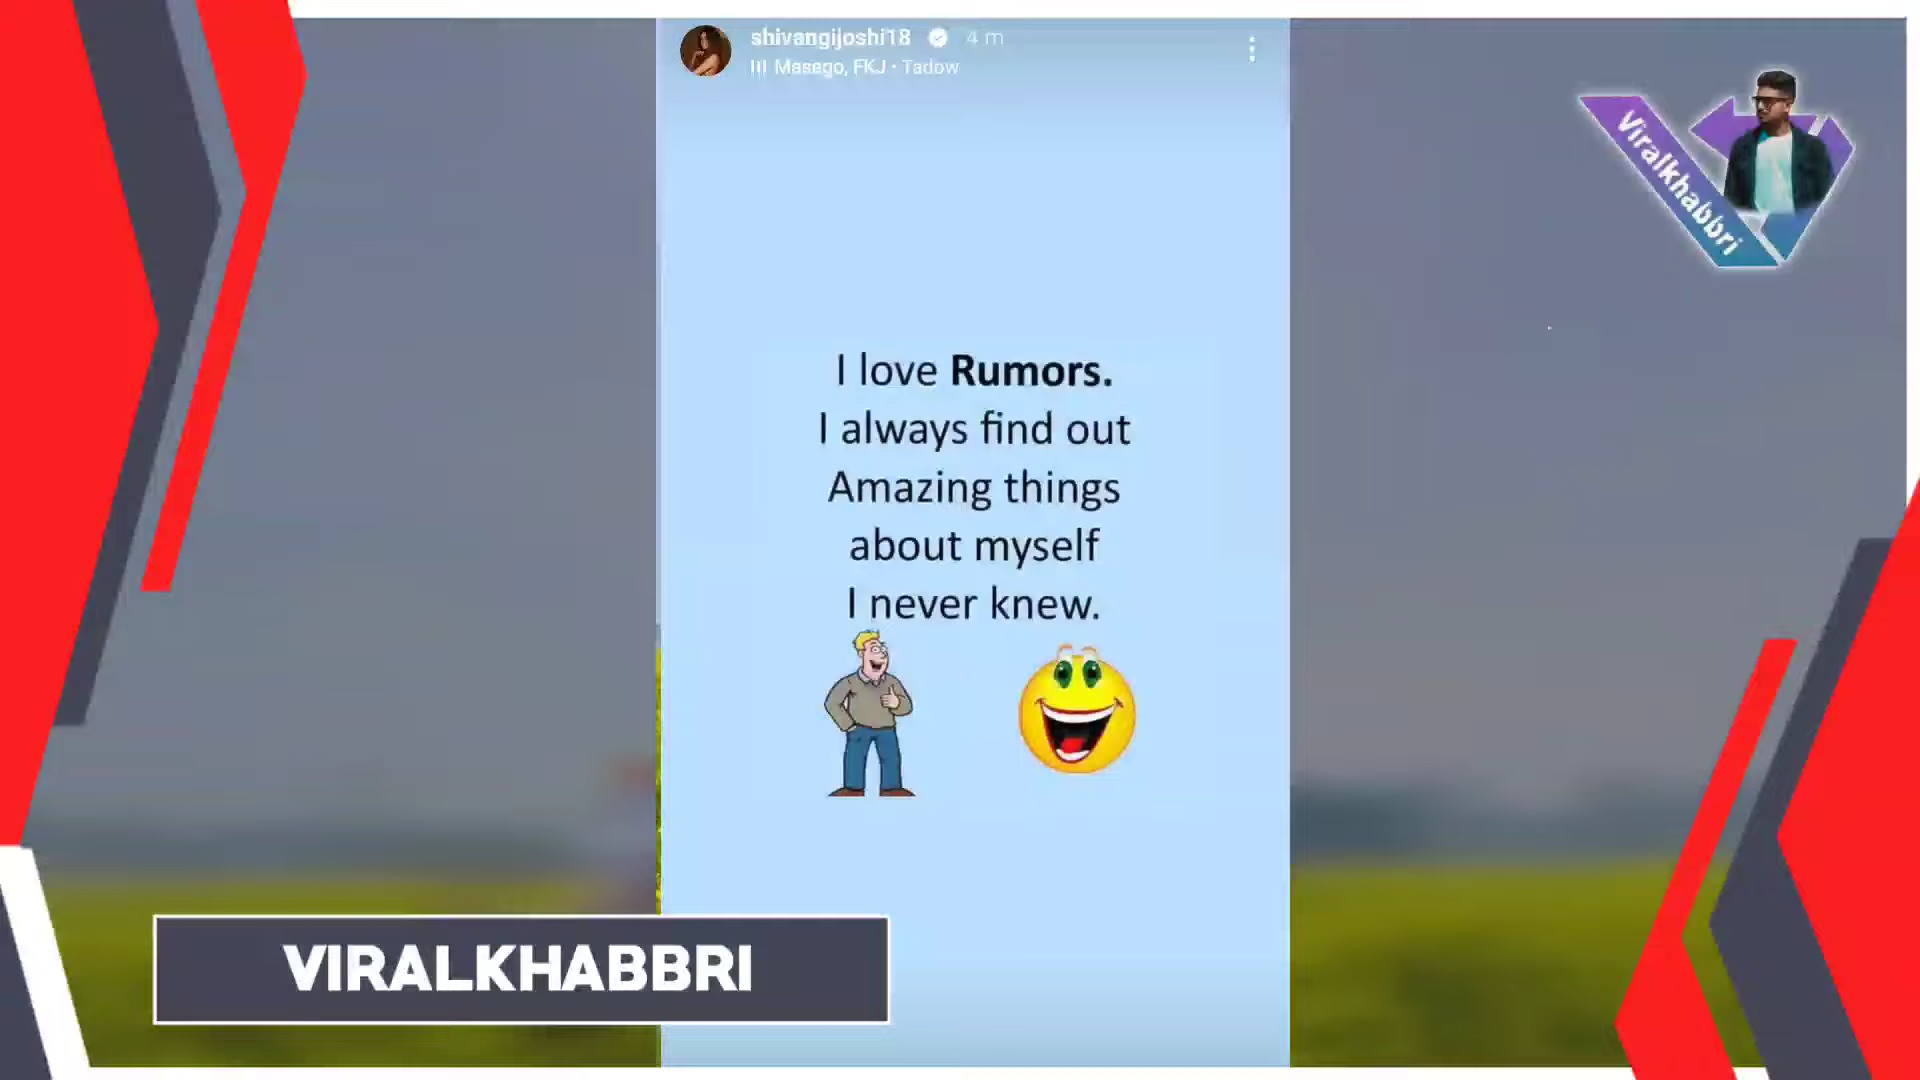 shivangijoshi18 4 m
Masego, FKJ • Tadow
Viralkhabbri
I love Rumors.
I always find out
Amazing things
about myself
I never knew.
VIRALKHABBRI